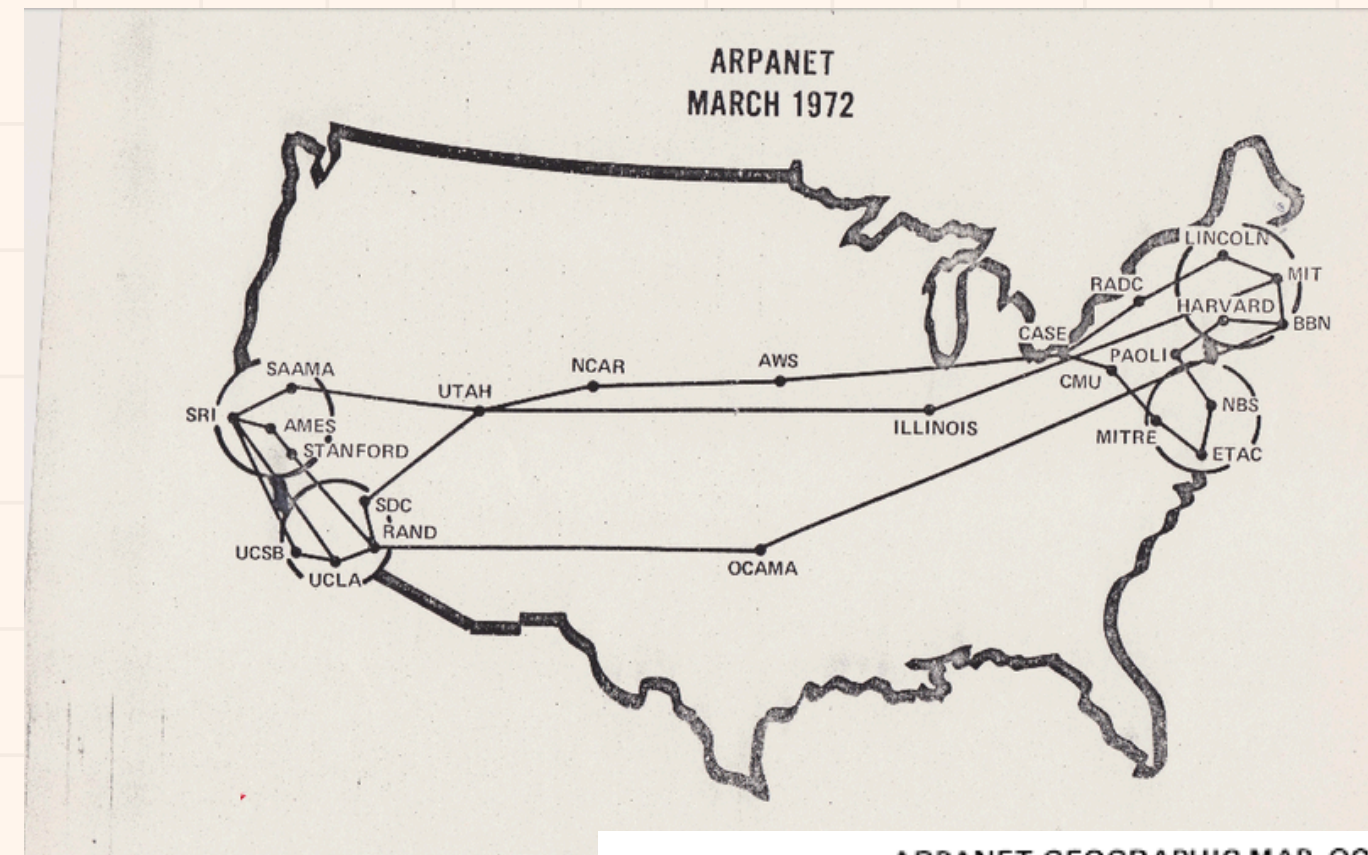 ARPANET
MARCH 1972
LINCOLN
MIT
RADC
HARVARD
BBN
CASE
PAOLI
AWS
NCAR
SAAMA
UTAH
CMU
NBS
SRI
AMES
ILLINOIS
MITRE
STANFORD
ETAC
SDC
RAND
UCSB
OCAMA
UCLA